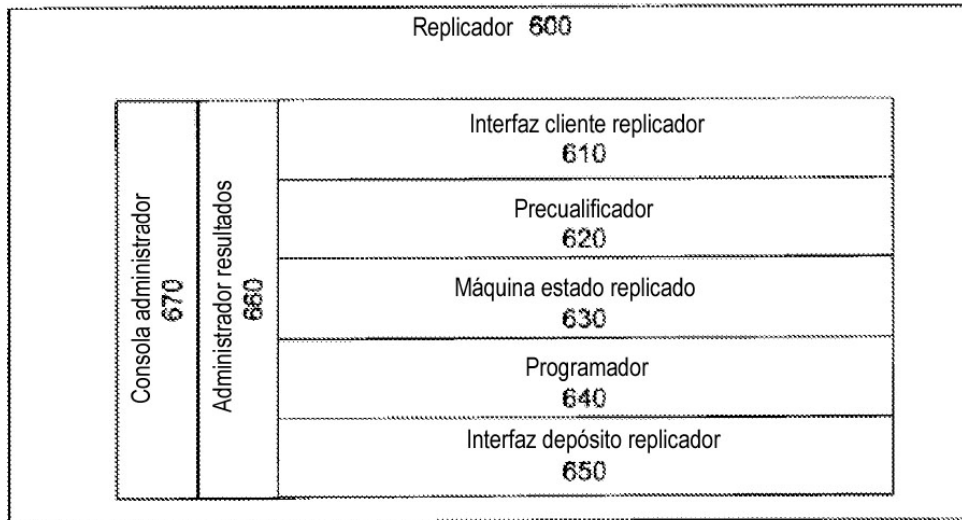 Replicador 600
Consola administrador
670
Administrador resultados
660
Interfaz cliente replicador
610
Precualificador
620
Máquina estado replicado
630
Programador
640
Interfaz depósito replicador
650